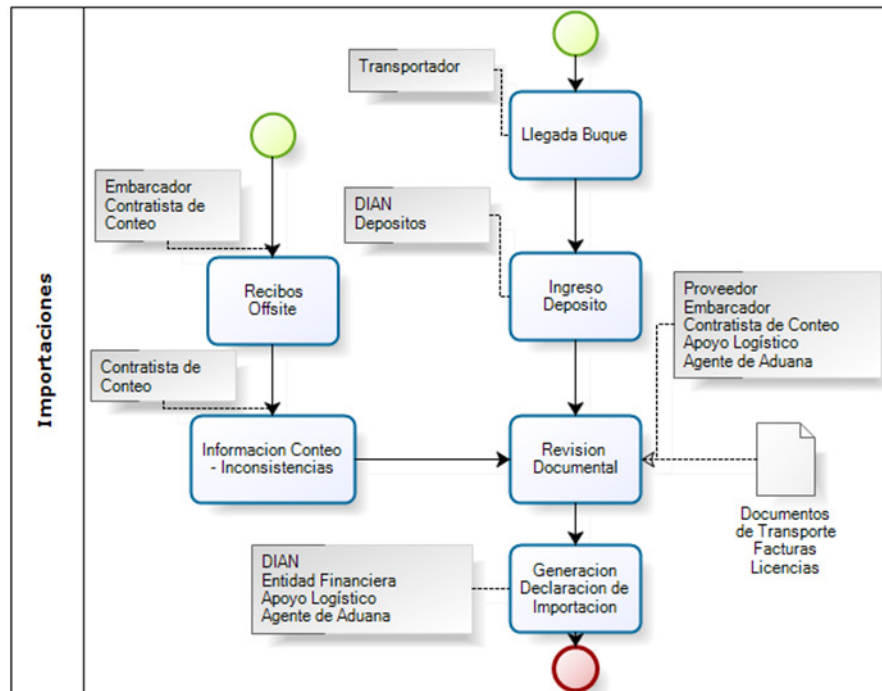 Importaciones
Transportador
Llegada Buque
Embarcador
Contratista de
Conteo
DIAN
Depositos
Recibos
Offsite
Ingreso
Deposito
Proveedor
Embarcador
Contratista de Conteo
Apoyo Logístico
Agente de Aduana
Contratista de
Conteo
Informacion Conteo
- Inconsistencias
Revision
Documental
Documentos
de Transporte
Facturas
Licencias
DIAN
Entidad Financiera
Apoyo Logístico
Agente de Aduana
Generacion
Declaracion de
Importacion